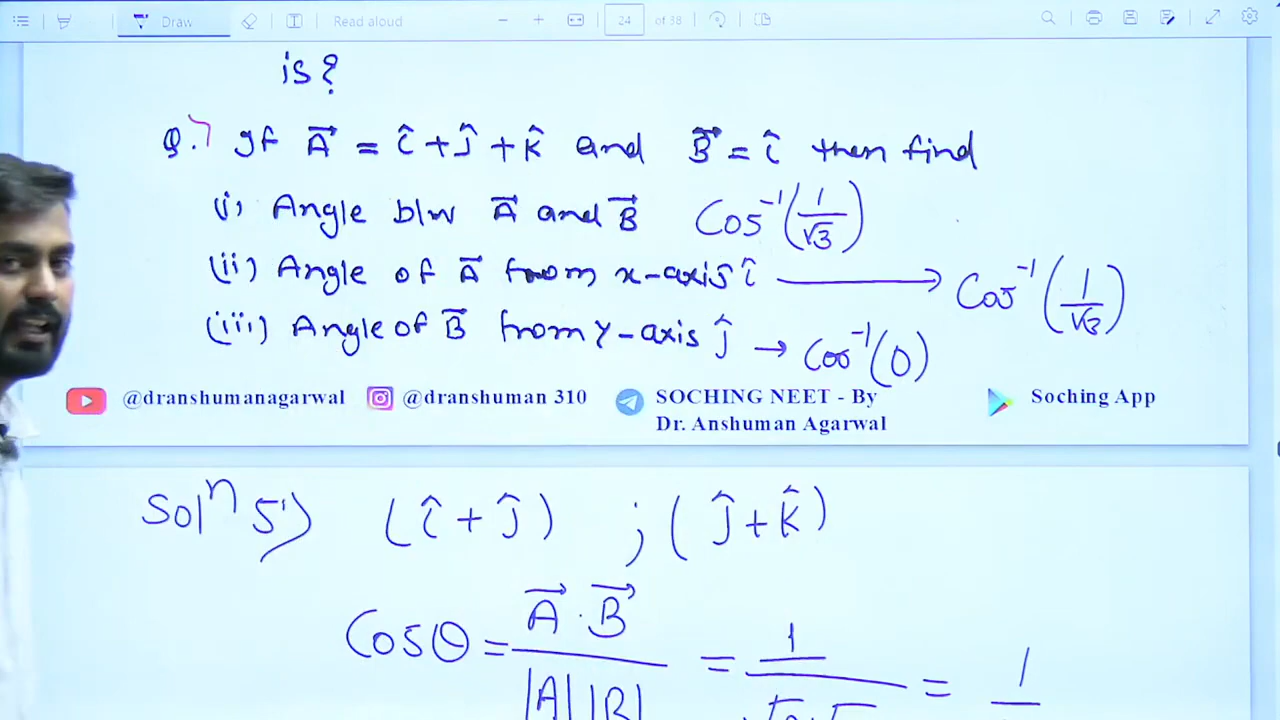 Draw
Read aloud
24 of 38
is?
Q.7 If A⃗ = î + ĵ + k̂ and B⃗ = î then find
(i) Angle b/w A⃗ and B⃗ Cos⁻¹(1/√3)
(ii) Angle of A⃗ from x-axis î → Cos⁻¹(1/√3)
(iii) Angle of B⃗ from Y-axis ĵ → Cos⁻¹(0)
@dranshumanagarwal
@dranshuman 310
SOCHING NEET - By
Dr. Anshuman Agarwal
Soching App
Solⁿ 5) (î + ĵ) ; (ĵ + k̂)
Cosθ = A⃗·B⃗ / |A||B| = 1 / = 1